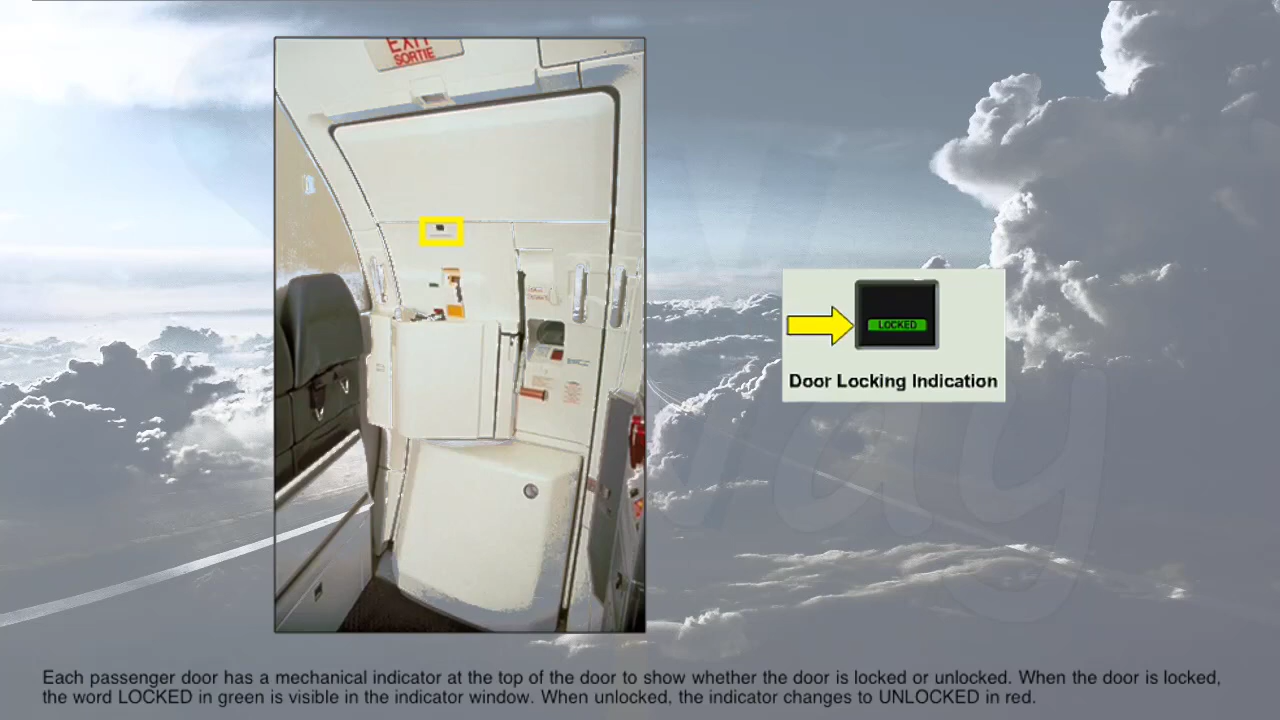 EXIT
SORTIE
LOCKED
Door Locking Indication
Each passenger door has a mechanical indicator at the top of the door to show whether the door is locked or unlocked. When the door is locked,
the word LOCKED in green is visible in the indicator window. When unlocked, the indicator changes to UNLOCKED in red.